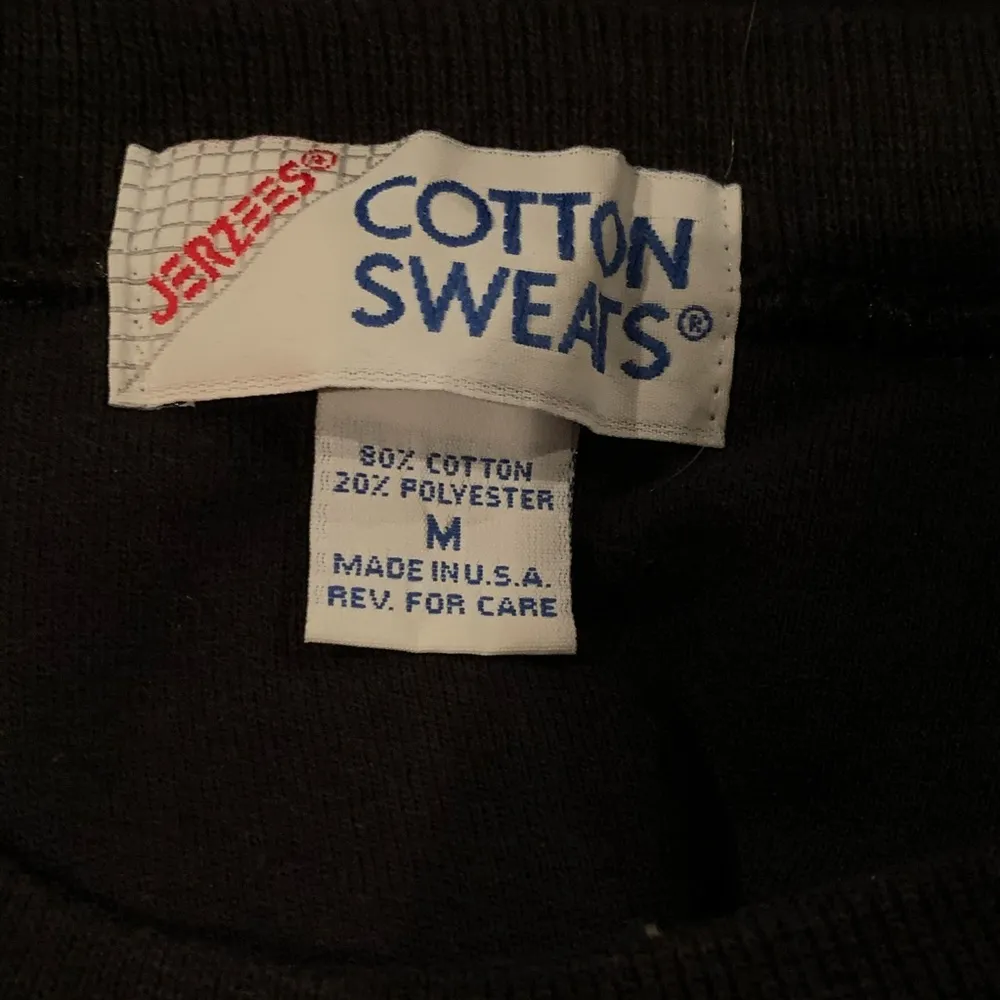 JERZEES®
COTTON
SWEATS®
80% COTTON
20% POLYESTER
M
MADE IN U.S.A.
REV. FOR CARE